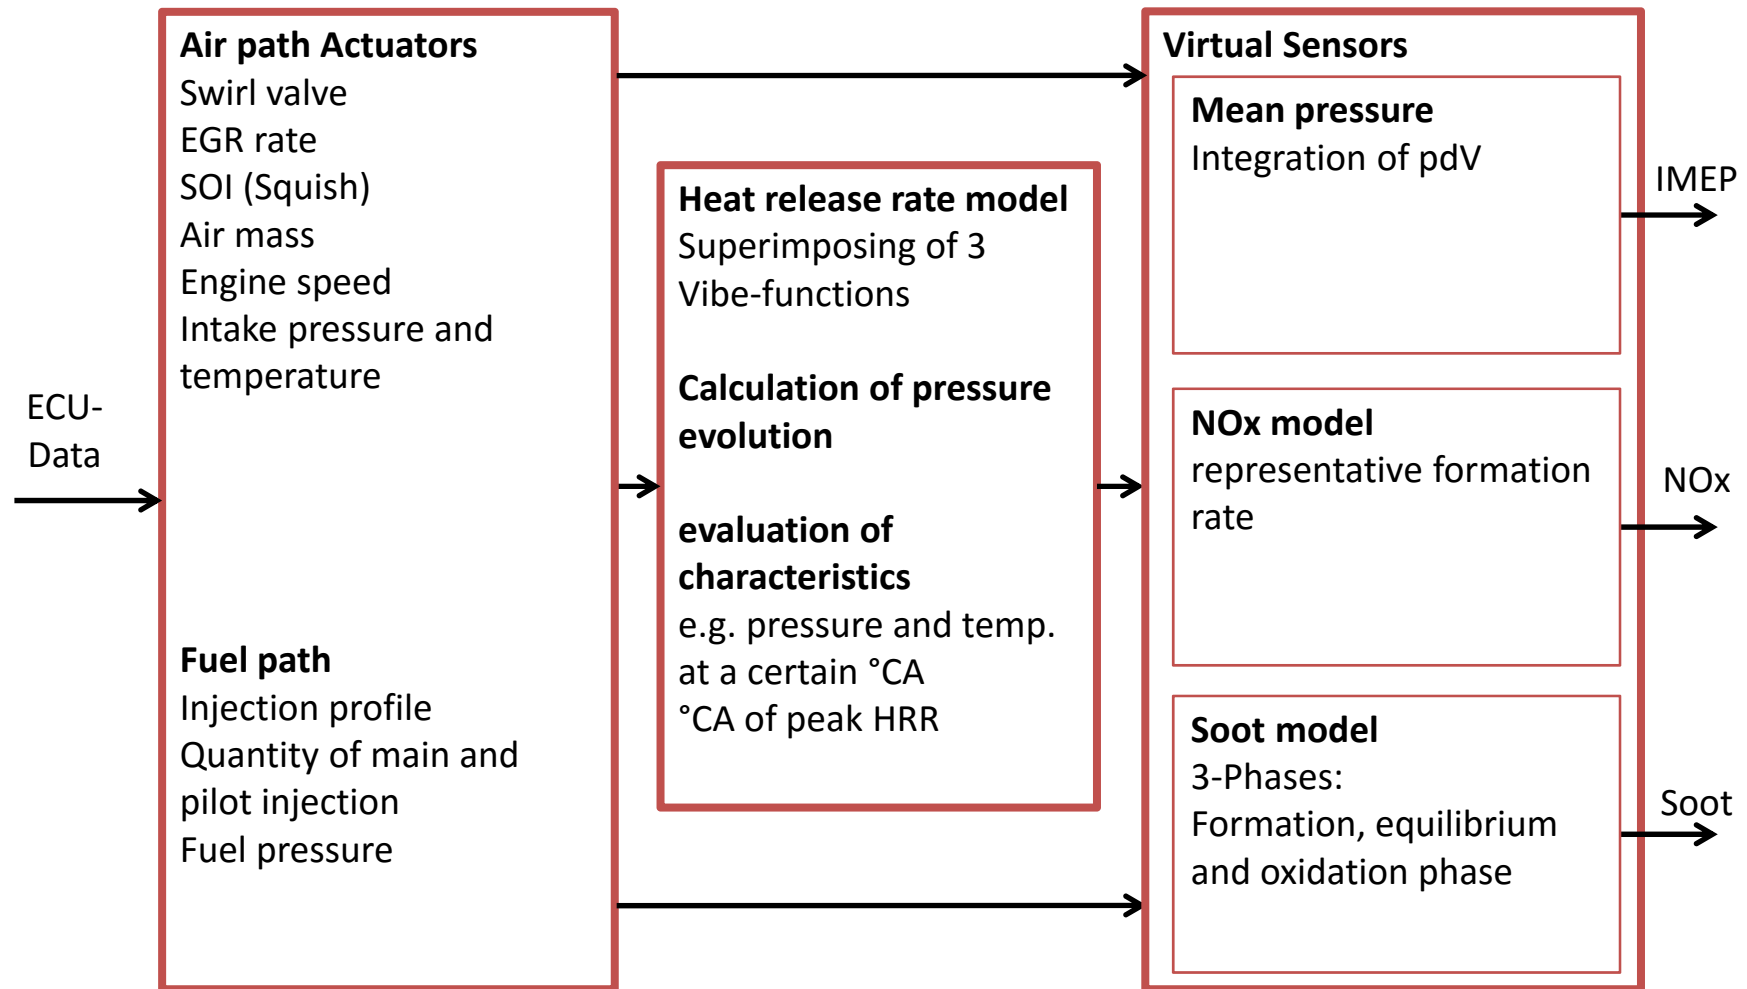 ECU-
Data
Air path Actuators
Swirl valve
EGR rate
SOI (Squish)
Air mass
Engine speed
Intake pressure and
temperature
Fuel path
Injection profile
Quantity of main and
pilot injection
Fuel pressure
Heat release rate model
Superimposing of 3
Vibe-functions
Calculation of pressure
evolution
evaluation of
characteristics
e.g. pressure and temp.
at a certain °CA
°CA of peak HRR
Virtual Sensors
Mean pressure
Integration of pdV
IMEP
NOx model
representative formation
rate
NOx
Soot model
3-Phases:
Formation, equilibrium
and oxidation phase
Soot